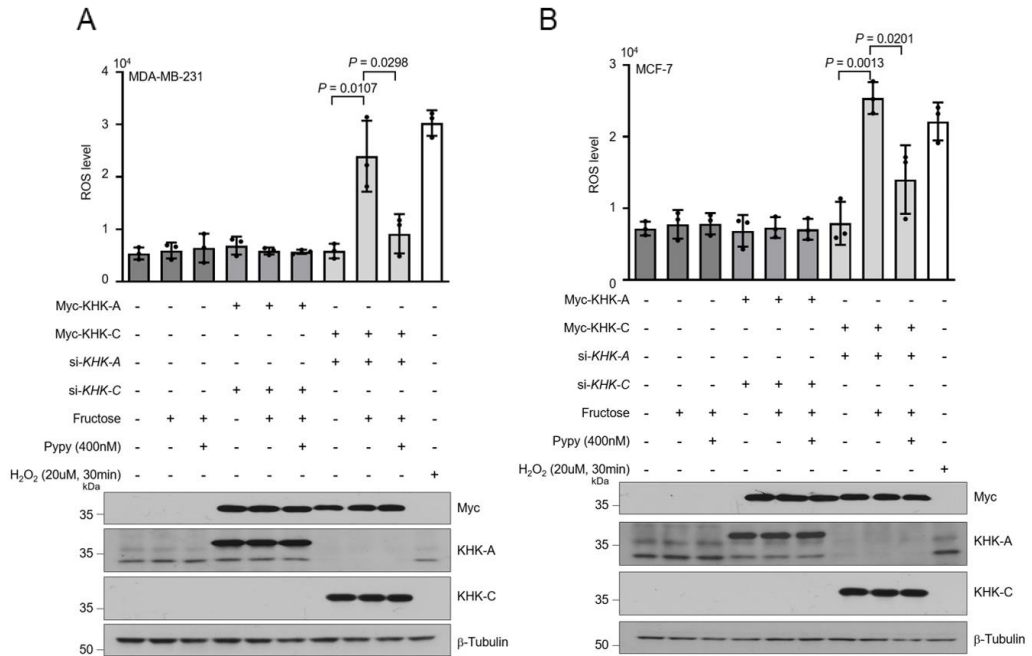 A
10⁴
MDA-MB-231
P = 0.0298
P = 0.0107
4
3
2
1
0
ROS level
Myc-KHK-A - - - + + + - - - -
Myc-KHK-C - - - - - - + + + -
si-KHK-A - - - - - - + + + -
si-KHK-C - - - + + + - - - -
Fructose - + + - + + - + + -
Pypy (400nM) - - + - - + - - + -
H₂O₂ (20uM, 30min) - - - - - - - - - +
kDa
35 Myc
35 KHK-A
35 KHK-C
50 β-Tubulin
B
10⁴
MCF-7
P = 0.0201
P = 0.0013
3
2
1
0
ROS level
Myc-KHK-A - - - + + + - - - -
Myc-KHK-C - - - - - - + + + -
si-KHK-A - - - - - - + + + -
si-KHK-C - - - + + + - - - -
Fructose - + + - + + - + + -
Pypy (400nM) - - + - - + - - + -
H₂O₂ (20uM, 30min) - - - - - - - - - +
kDa
35 Myc
35 KHK-A
35 KHK-C
50 β-Tubulin